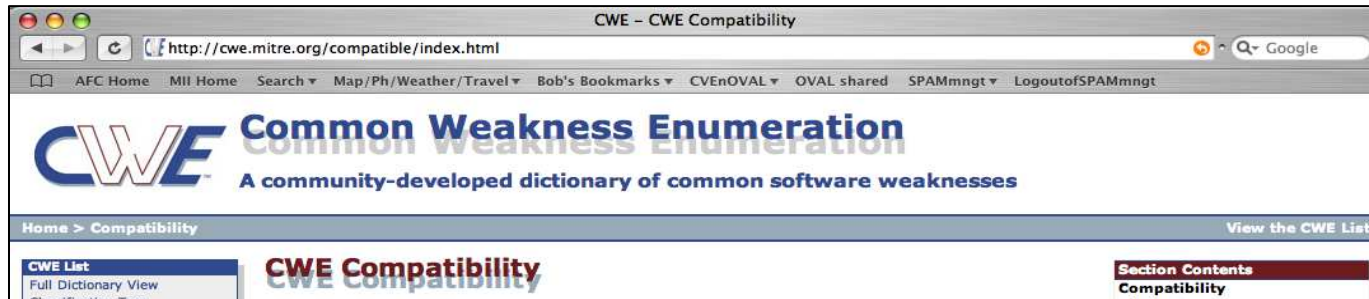 CWE – CWE Compatibility
http://cwe.mitre.org/compatible/index.html
Google
AFC Home MII Home Search Map/Ph/Weather/Travel Bob's Bookmarks CVEnOVAL OVAL shared SPAMmngt LogoutofSPAMmngt
CWE
Common Weakness Enumeration
A community-developed dictionary of common software weaknesses
Home > Compatibility
View the CWE List
CWE List
Full Dictionary View
CWE Compatibility
Section Contents
Compatibility